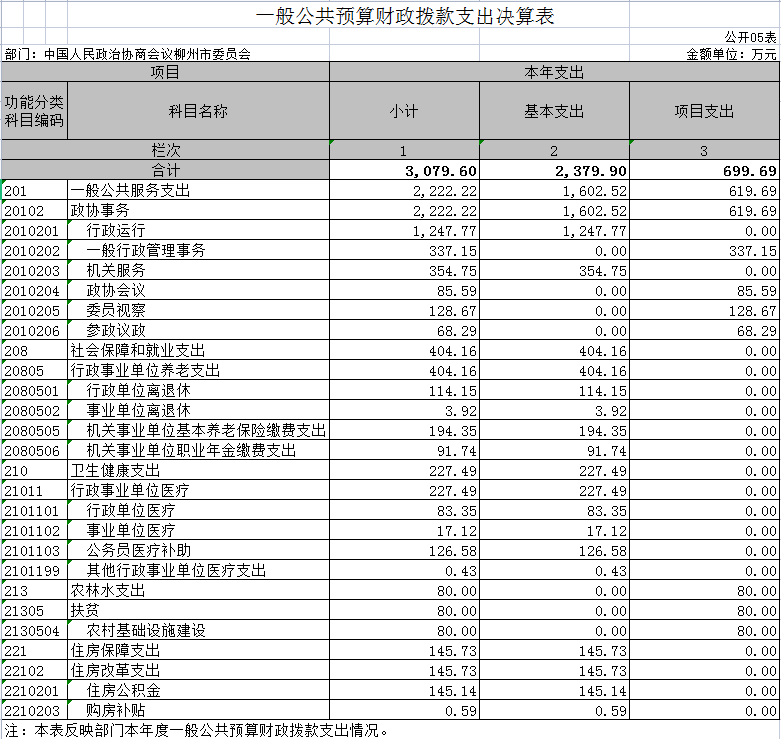 一般公共预算财政拨款支出决算表
公开05表
部门：中国人民政治协商会议柳州市委员会 金额单位：万元
项目 本年支出
功能分类科目编码 科目名称 小计 基本支出 项目支出
栏次 1 2 3
合计 3,079.60 2,379.90 699.69
201 一般公共服务支出 2,222.22 1,602.52 619.69
20102 政协事务 2,222.22 1,602.52 619.69
2010201 行政运行 1,247.77 1,247.77 0.00
2010202 一般行政管理事务 337.15 0.00 337.15
2010203 机关服务 354.75 354.75 0.00
2010204 政协会议 85.59 0.00 85.59
2010205 委员视察 128.67 0.00 128.67
2010206 参政议政 68.29 0.00 68.29
208 社会保障和就业支出 404.16 404.16 0.00
20805 行政事业单位养老支出 404.16 404.16 0.00
2080501 行政单位离退休 114.15 114.15 0.00
2080502 事业单位离退休 3.92 3.92 0.00
2080505 机关事业单位基本养老保险缴费支出 194.35 194.35 0.00
2080506 机关事业单位职业年金缴费支出 91.74 91.74 0.00
210 卫生健康支出 227.49 227.49 0.00
21011 行政事业单位医疗 227.49 227.49 0.00
2101101 行政单位医疗 83.35 83.35 0.00
2101102 事业单位医疗 17.12 17.12 0.00
2101103 公务员医疗补助 126.58 126.58 0.00
2101199 其他行政事业单位医疗支出 0.43 0.43 0.00
213 农林水支出 80.00 0.00 80.00
21305 扶贫 80.00 0.00 80.00
2130504 农村基础设施建设 80.00 0.00 80.00
221 住房保障支出 145.73 145.73 0.00
22102 住房改革支出 145.73 145.73 0.00
2210201 住房公积金 145.14 145.14 0.00
2210203 购房补贴 0.59 0.59 0.00
注：本表反映部门本年度一般公共预算财政拨款支出情况。